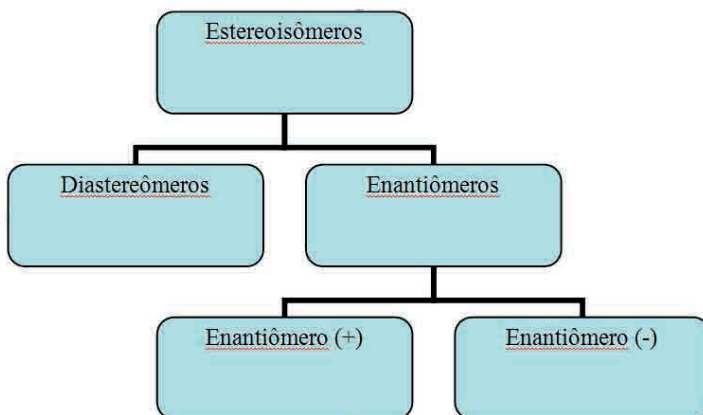 Estereoisômeros
Diastereômeros
Enantiômeros
Enantiômero (+)
Enantiômero (-)